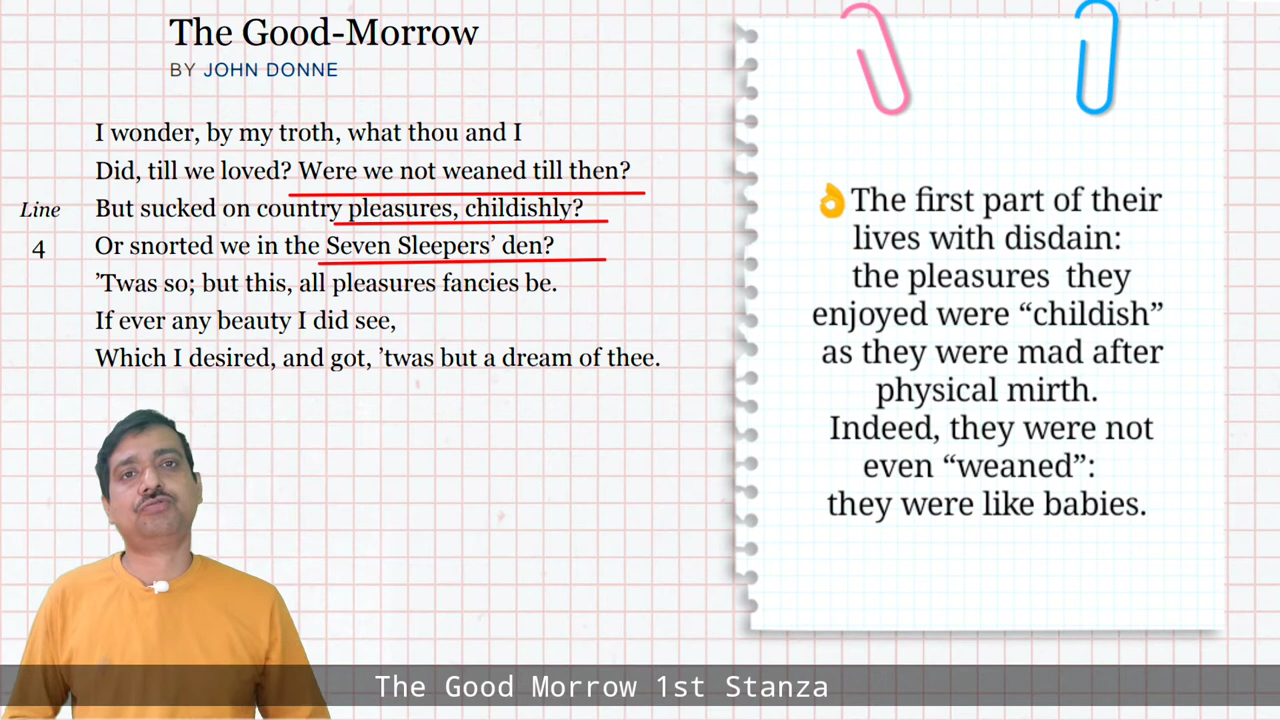 The Good-Morrow
BY JOHN DONNE
I wonder, by my troth, what thou and I
Did, till we loved? Were we not weaned till then?
Line But sucked on country pleasures, childishly?
4 Or snorted we in the Seven Sleepers’ den?
’Twas so; but this, all pleasures fancies be.
If ever any beauty I did see,
Which I desired, and got, ’twas but a dream of thee.
👌The first part of their
lives with disdain:
the pleasures they
enjoyed were “childish”
as they were mad after
physical mirth.
Indeed, they were not
even “weaned”:
they were like babies.
The Good Morrow 1st Stanza